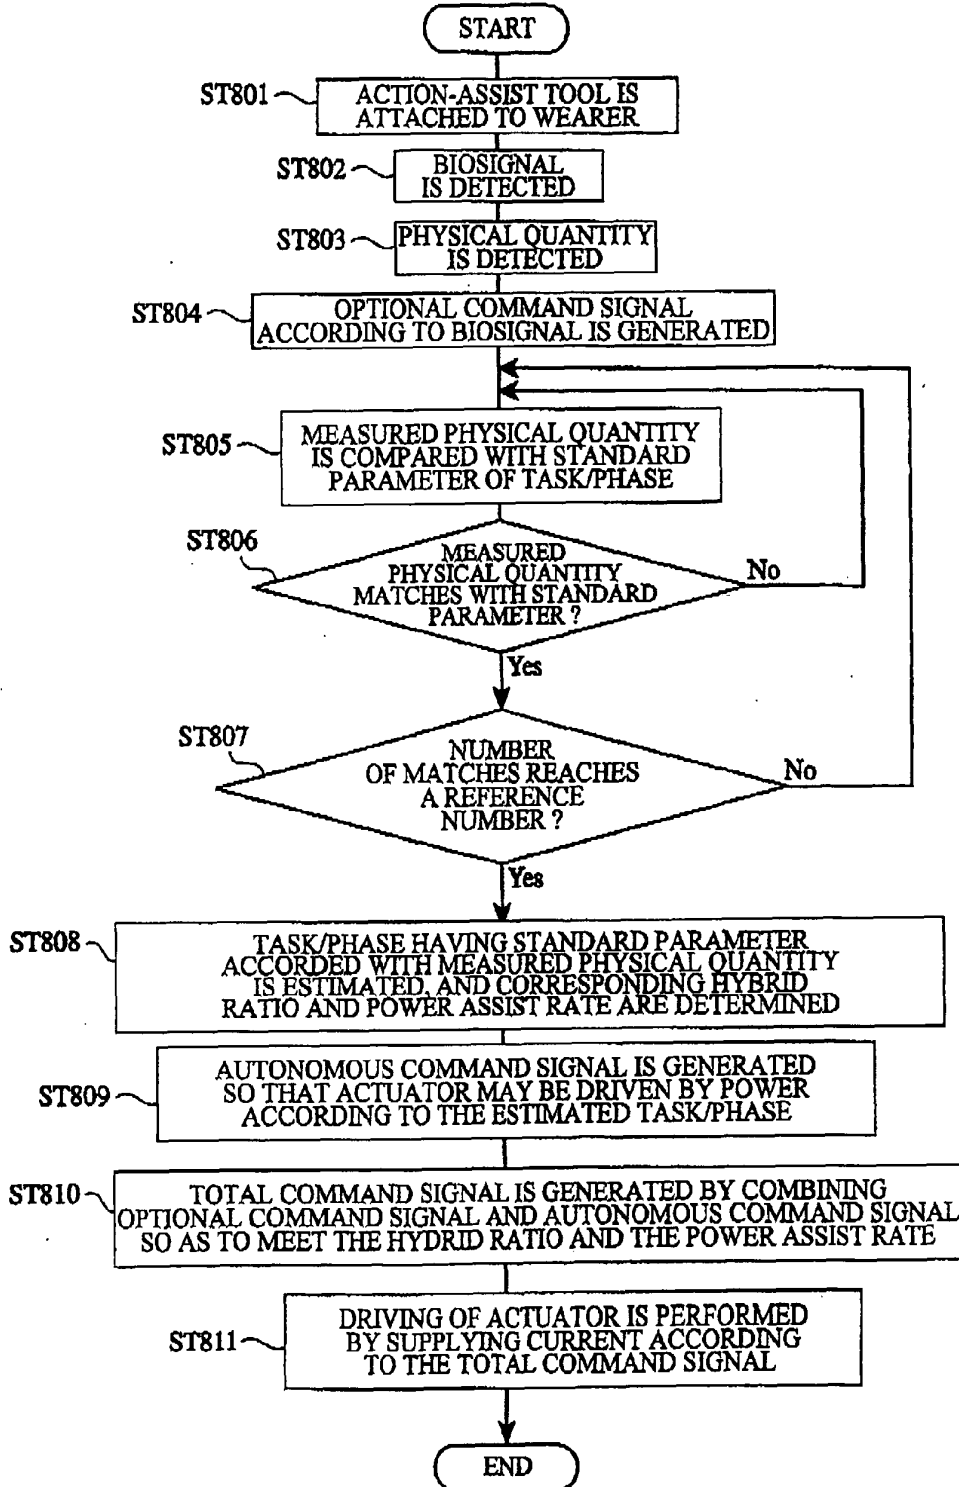 START
ST801
ACTION-ASSIST TOOL IS
ATTACHED TO WEARER
ST802
BIOSIGNAL
IS DETECTED
ST803
PHYSICAL QUANTITY
IS DETECTED
ST804
OPTIONAL COMMAND SIGNAL
ACCORDING TO BIOSIGNAL IS GENERATED
ST805
MEASURED PHYSICAL QUANTITY
IS COMPARED WITH STANDARD
PARAMETER OF TASK/PHASE
ST806
MEASURED
PHYSICAL QUANTITY
MATCHES WITH STANDARD
PARAMETER ?
No
Yes
ST807
NUMBER
OF MATCHES REACHES
A REFERENCE
NUMBER ?
No
Yes
ST808
TASK/PHASE HAVING STANDARD PARAMETER
ACCORDED WITH MEASURED PHYSICAL QUANTITY
IS ESTIMATED, AND CORRESPONDING HYBRID
RATIO AND POWER ASSIST RATE ARE DETERMINED
ST809
AUTONOMOUS COMMAND SIGNAL IS GENERATED
SO THAT ACTUATOR MAY BE DRIVEN BY POWER
ACCORDING TO THE ESTIMATED TASK/PHASE
ST810
TOTAL COMMAND SIGNAL IS GENERATED BY COMBINING
OPTIONAL COMMAND SIGNAL AND AUTONOMOUS COMMAND SIGNAL
SO AS TO MEET THE HYDRID RATIO AND THE POWER ASSIST RATE
ST811
DRIVING OF ACTUATOR IS PERFORMED
BY SUPPLYING CURRENT ACCORDING
TO THE TOTAL COMMAND SIGNAL
END